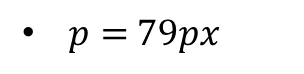 • p = 79px